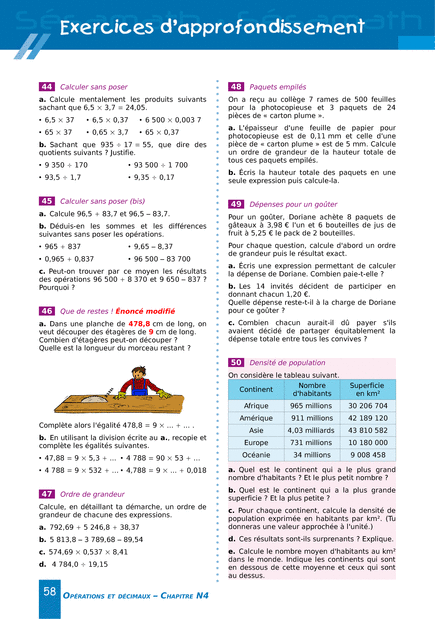 Exercices d'approfondissement
44 Calculer sans poser
a. Calcule mentalement les produits suivants
sachant que 6,5 × 3,7 = 24,05.
• 6,5 × 37 • 6,5 × 0,37 • 6 500 × 0,003 7
• 65 × 37 • 0,65 × 3,7 • 65 × 0,37
b. Sachant que 935 ÷ 17 = 55, que dire des
quotients suivants ? Justifie.
• 9 350 ÷ 170 • 93 500 ÷ 1 700
• 93,5 ÷ 1,7 • 9,35 ÷ 0,17
45 Calculer sans poser (bis)
a. Calcule 96,5 + 83,7 et 96,5 – 83,7.
b. Déduis-en les sommes et les différences
suivantes sans poser les opérations.
• 965 + 837 • 9,65 – 8,37
• 0,965 + 0,837 • 96 500 – 83 700
c. Peut-on trouver par ce moyen les résultats
des opérations 96 500 + 8 370 et 9 650 – 837 ?
Pourquoi ?
46 Que de restes ! Énoncé modifié
a. Dans une planche de 478,8 cm de long, on
veut découper des étagères de 9 cm de long.
Combien d'étagères peut-on découper ?
Quelle est la longueur du morceau restant ?
Complète alors l'égalité 478,8 = 9 × ... + ... .
b. En utilisant la division écrite au a., recopie et
complète les égalités suivantes.
• 47,88 = 9 × 5,3 + ... • 4 788 = 90 × 53 + ...
• 4 788 = 9 × 532 + ... • 4,788 = 9 × ... + 0,018
47 Ordre de grandeur
Calcule, en détaillant ta démarche, un ordre de
grandeur de chacune des expressions.
a. 792,69 + 5 246,8 + 38,37
b. 5 813,8 – 3 789,68 – 89,54
c. 574,69 × 0,537 × 8,41
d. 4 784,0 ÷ 19,15
48 Paquets empilés
On a reçu au collège 7 rames de 500 feuilles
pour la photocopieuse et 3 paquets de 24
pièces de « carton plume ».
a. L'épaisseur d'une feuille de papier pour
photocopieuse est de 0,11 mm et celle d'une
pièce de « carton plume » est de 5 mm. Calcule
un ordre de grandeur de la hauteur totale de
tous ces paquets empilés.
b. Écris la hauteur totale des paquets en une
seule expression puis calcule-la.
49 Dépenses pour un goûter
Pour un goûter, Doriane achète 8 paquets de
gâteaux à 3,98 € l'un et 6 bouteilles de jus de
fruit à 5,25 € le pack de 2 bouteilles.
Pour chaque question, calcule d'abord un ordre
de grandeur puis le résultat exact.
a. Écris une expression permettant de calculer
la dépense de Doriane. Combien paie-t-elle ?
b. Les 14 invités décident de participer en
donnant chacun 1,20 €.
Quelle dépense reste-t-il à la charge de Doriane
pour ce goûter ?
c. Combien chacun aurait-il dû payer s'ils
avaient décidé de partager équitablement la
dépense totale entre tous les convives ?
50 Densité de population
On considère le tableau suivant.
Continent Nombre d'habitants Superficie en km²
Afrique 965 millions 30 206 704
Amérique 911 millions 42 189 120
Asie 4,03 milliards 43 810 582
Europe 731 millions 10 180 000
Océanie 34 millions 9 008 458
a. Quel est le continent qui a le plus grand
nombre d'habitants ? Et le plus petit nombre ?
b. Quel est le continent qui a la plus grande
superficie ? Et la plus petite ?
c. Pour chaque continent, calcule la densité de
population exprimée en habitants par km². (Tu
donneras une valeur approchée à l'unité.)
d. Ces résultats sont-ils surprenants ? Explique.
e. Calcule le nombre moyen d'habitants au km²
dans le monde. Indique les continents qui sont
en dessous de cette moyenne et ceux qui sont
au dessus.
58 OPÉRATIONS ET DÉCIMAUX – CHAPITRE N4